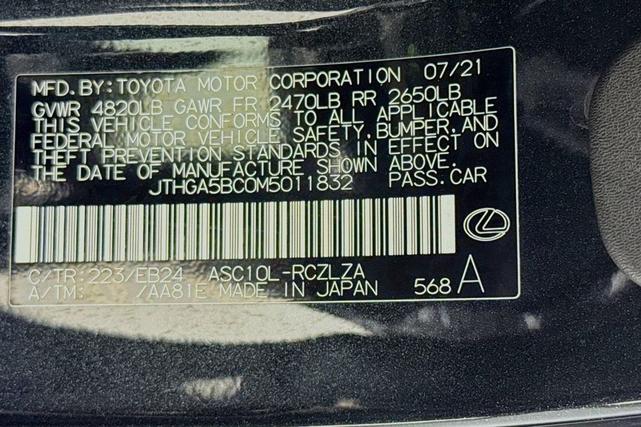 MFD. BY: TOYOTA MOTOR CORPORATION 07/21
GVWR 4820LB GAWR FR 2470LB RR 2650LB
THIS VEHICLE CONFORMS TO ALL APPLICABLE
FEDERAL MOTOR VEHICLE SAFETY, BUMPER, AND
THEFT PREVENTION STANDARDS IN EFFECT ON
THE DATE OF MANUFACTURE SHOWN ABOVE.
JTHGA5BC0M5011832 PASS. CAR
C/TR: 223/EB24 ASC10L-RCZLZA
A/TM: /AA81E MADE IN JAPAN 568 A